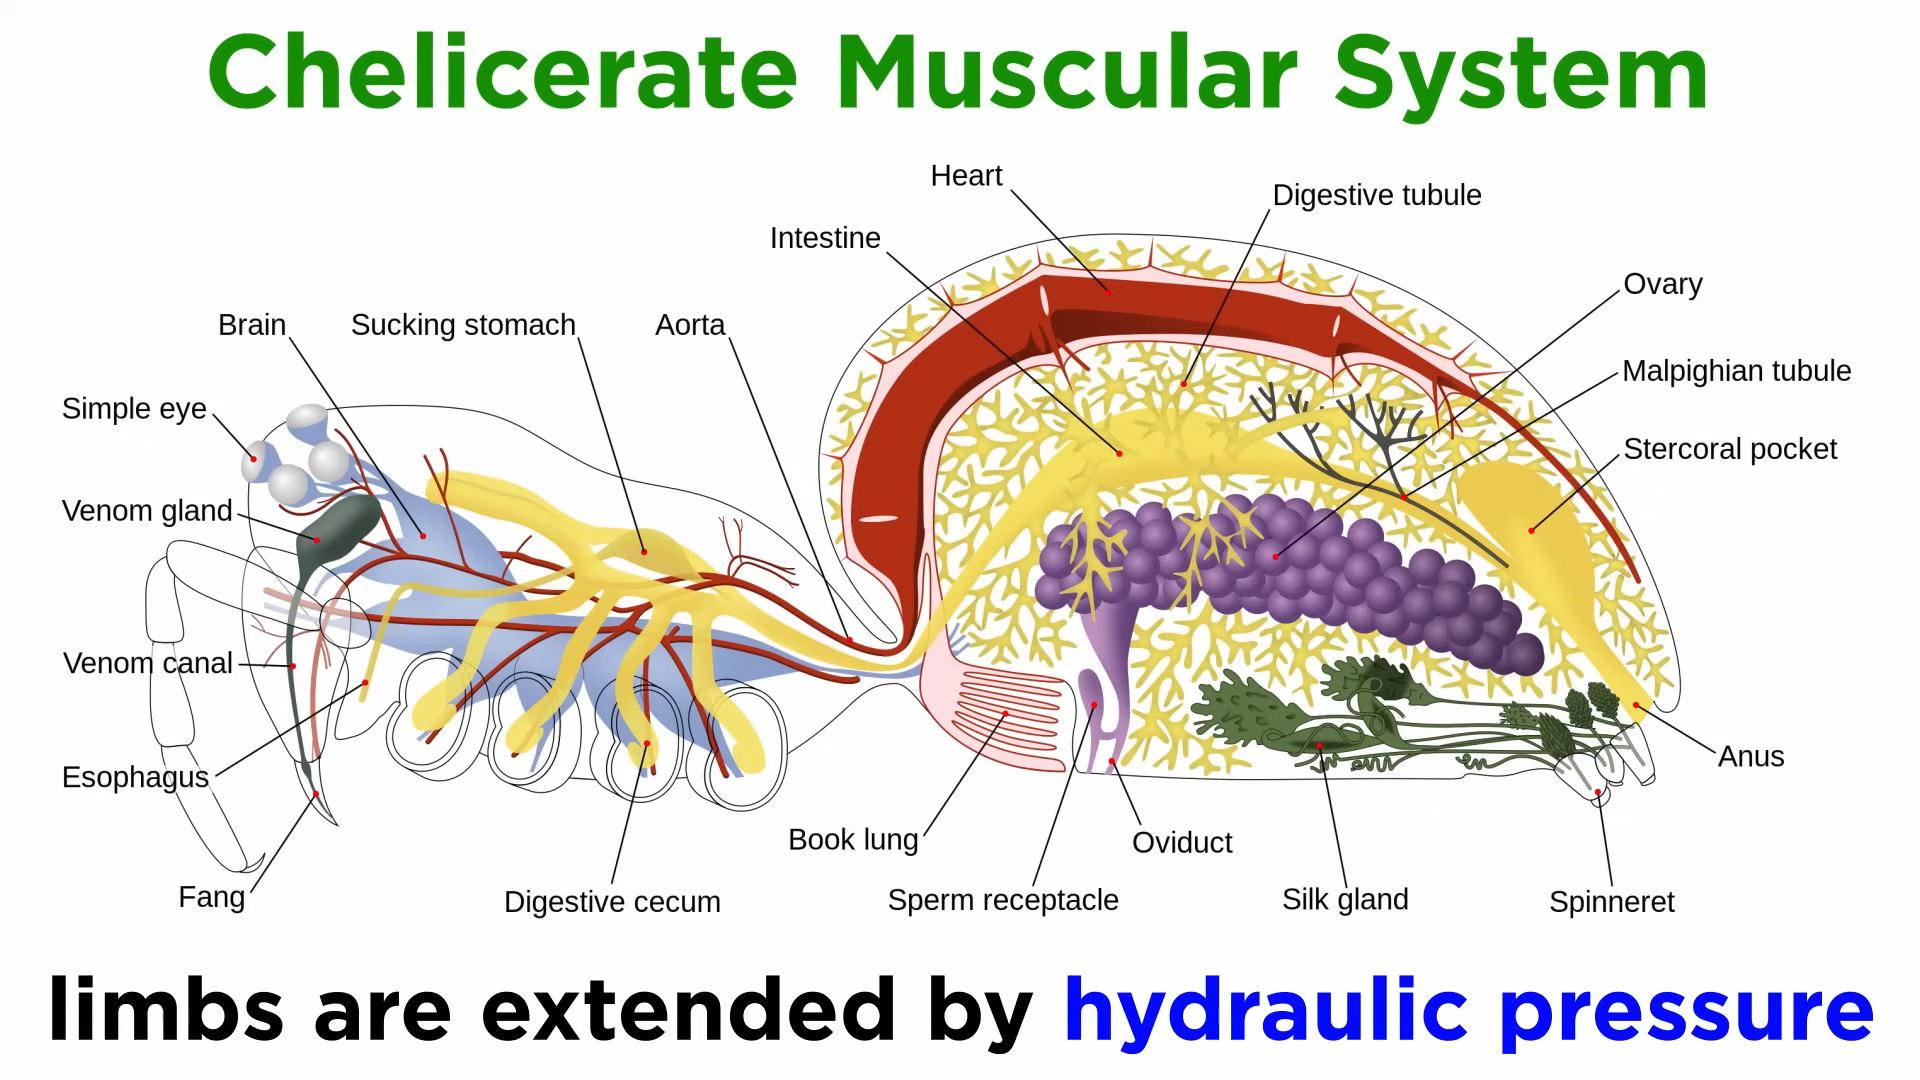 Chelicerate Muscular System
Heart
Digestive tubule
Intestine
Ovary
Brain
Sucking stomach
Aorta
Malpighian tubule
Simple eye
Stercoral pocket
Venom gland
Venom canal
Anus
Esophagus
Book lung
Oviduct
Fang
Digestive cecum
Sperm receptacle
Silk gland
Spinneret
limbs are extended by hydraulic pressure